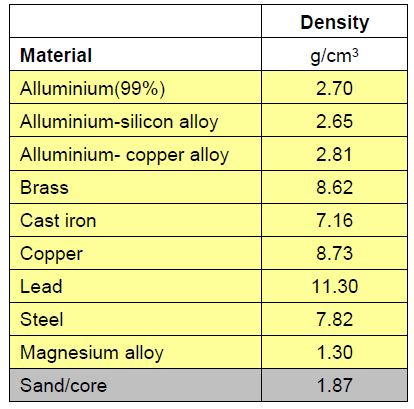 Density
Material g/cm³
Alluminium(99%) 2.70
Alluminium-silicon alloy 2.65
Alluminium- copper alloy 2.81
Brass 8.62
Cast iron 7.16
Copper 8.73
Lead 11.30
Steel 7.82
Magnesium alloy 1.30
Sand/core 1.87